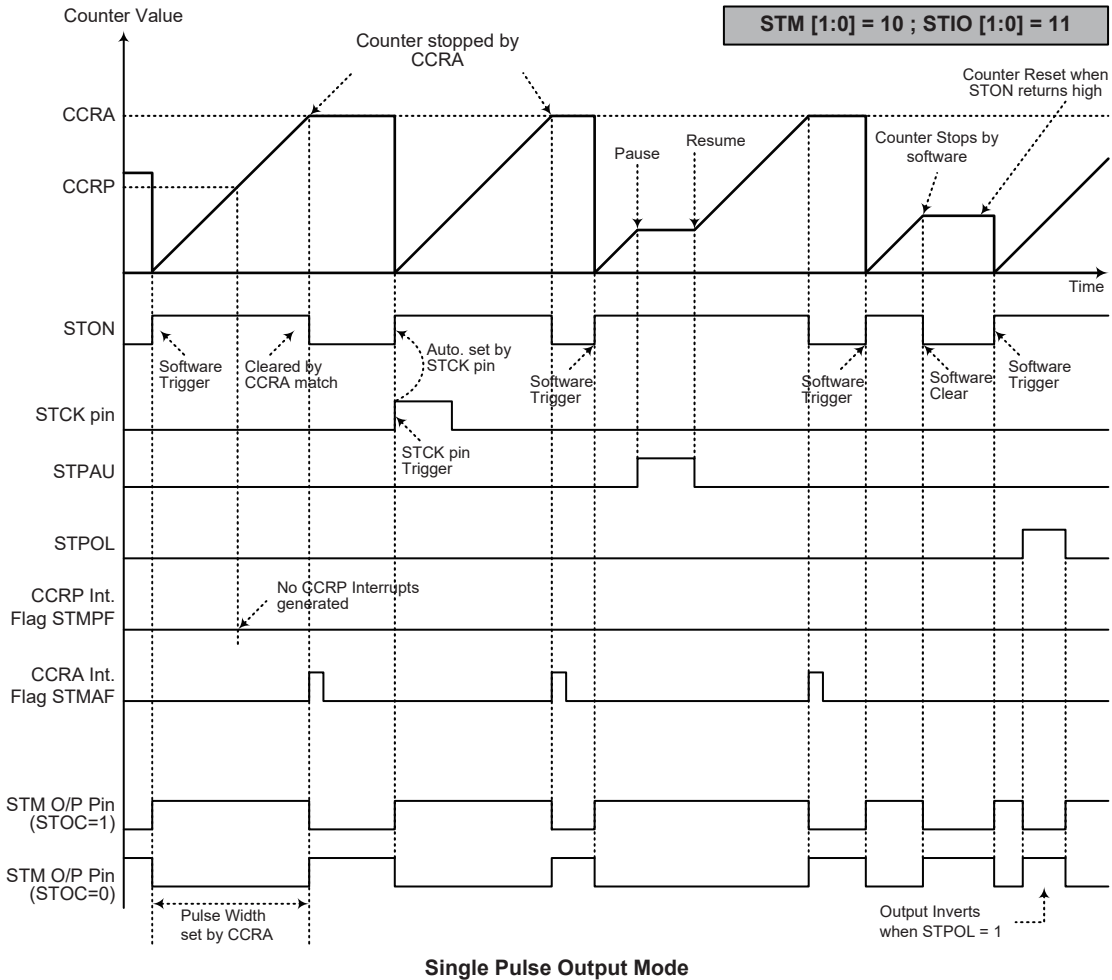 Counter Value
STM [1:0] = 10 ; STIO [1:0] = 11
Counter stopped by
CCRA
Counter Reset when
STON returns high
CCRA
Pause
Resume
Counter Stops by
software
CCRP
Time
STON
Software
Trigger
Cleared by
CCRA match
Auto. set by
STCK pin
Software
Trigger
Software
Trigger
Software
Clear
Software
Trigger
STCK pin
STCK pin
Trigger
STPAU
STPOL
CCRP Int.
Flag STMPF
No CCRP Interrupts
generated
CCRA Int.
Flag STMAF
STM O/P Pin
(STOC=1)
STM O/P Pin
(STOC=0)
Pulse Width
set by CCRA
Output Inverts
when STPOL = 1
Single Pulse Output Mode